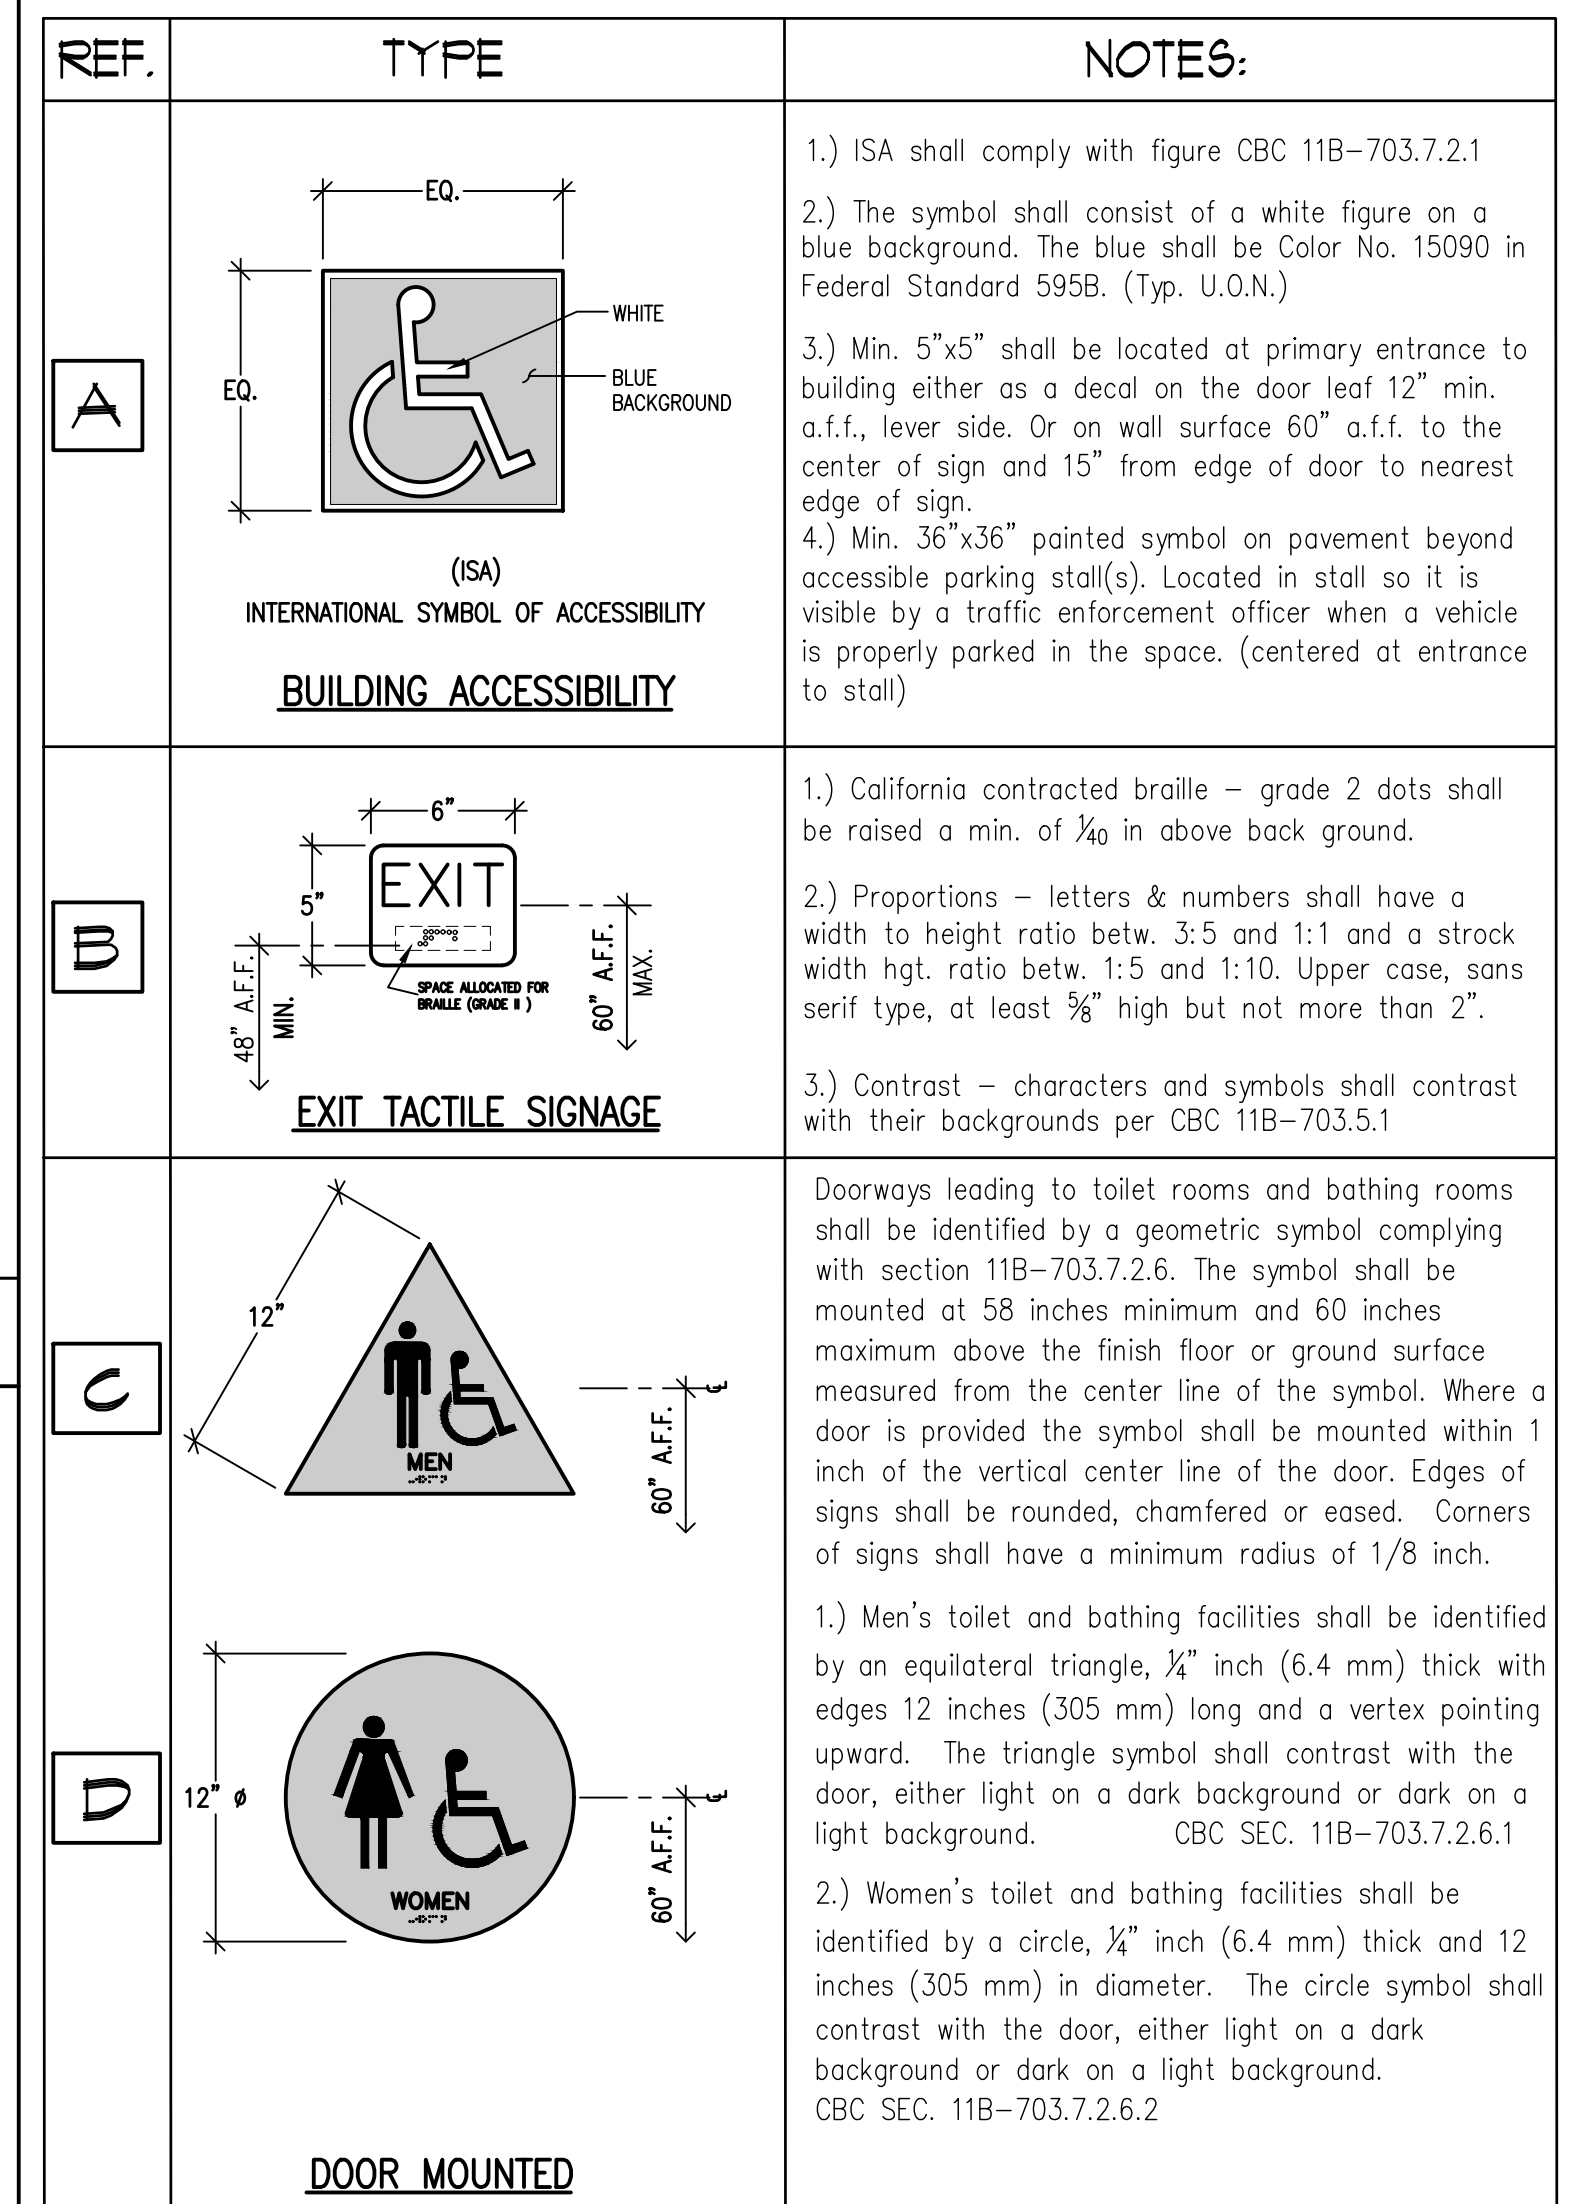 REF.
TYPE
NOTES:
A
EQ.
EQ.
WHITE
BLUE
BACKGROUND
(ISA)
INTERNATIONAL SYMBOL OF ACCESSIBILITY
BUILDING ACCESSIBILITY
1.) ISA shall comply with figure CBC 11B-703.7.2.1
2.) The symbol shall consist of a white figure on a
blue background. The blue shall be Color No. 15090 in
Federal Standard 595B. (Typ. U.O.N.)
3.) Min. 5"x5" shall be located at primary entrance to
building either as a decal on the door leaf 12" min.
a.f.f., lever side. Or on wall surface 60" a.f.f. to the
center of sign and 15" from edge of door to nearest
edge of sign.
4.) Min. 36"x36" painted symbol on pavement beyond
accessible parking stall(s). Located in stall so it is
visible by a traffic enforcement officer when a vehicle
is properly parked in the space. (centered at entrance
to stall)
B
6"
5"
EXIT
SPACE ALLOCATED FOR
BRAILLE (GRADE II )
48" A.F.F.
MIN.
60" A.F.F.
MAX.
EXIT TACTILE SIGNAGE
1.) California contracted braille - grade 2 dots shall
be raised a min. of 1/40 in above back ground.
2.) Proportions - letters & numbers shall have a
width to height ratio betw. 3:5 and 1:1 and a strock
width hgt. ratio betw. 1:5 and 1:10. Upper case, sans
serif type, at least 5/8" high but not more than 2".
3.) Contrast - characters and symbols shall contrast
with their backgrounds per CBC 11B-703.5.1
C
12"
MEN
℄
60" A.F.F.
D
12" ø
WOMEN
℄
60" A.F.F.
DOOR MOUNTED
Doorways leading to toilet rooms and bathing rooms
shall be identified by a geometric symbol complying
with section 11B-703.7.2.6. The symbol shall be
mounted at 58 inches minimum and 60 inches
maximum above the finish floor or ground surface
measured from the center line of the symbol. Where a
door is provided the symbol shall be mounted within 1
inch of the vertical center line of the door. Edges of
signs shall be rounded, chamfered or eased. Corners
of signs shall have a minimum radius of 1/8 inch.
1.) Men's toilet and bathing facilities shall be identified
by an equilateral triangle, 1/4" inch (6.4 mm) thick with
edges 12 inches (305 mm) long and a vertex pointing
upward. The triangle symbol shall contrast with the
door, either light on a dark background or dark on a
light background. CBC SEC. 11B-703.7.2.6.1
2.) Women's toilet and bathing facilities shall be
identified by a circle, 1/4" inch (6.4 mm) thick and 12
inches (305 mm) in diameter. The circle symbol shall
contrast with the door, either light on a dark
background or dark on a light background.
CBC SEC. 11B-703.7.2.6.2